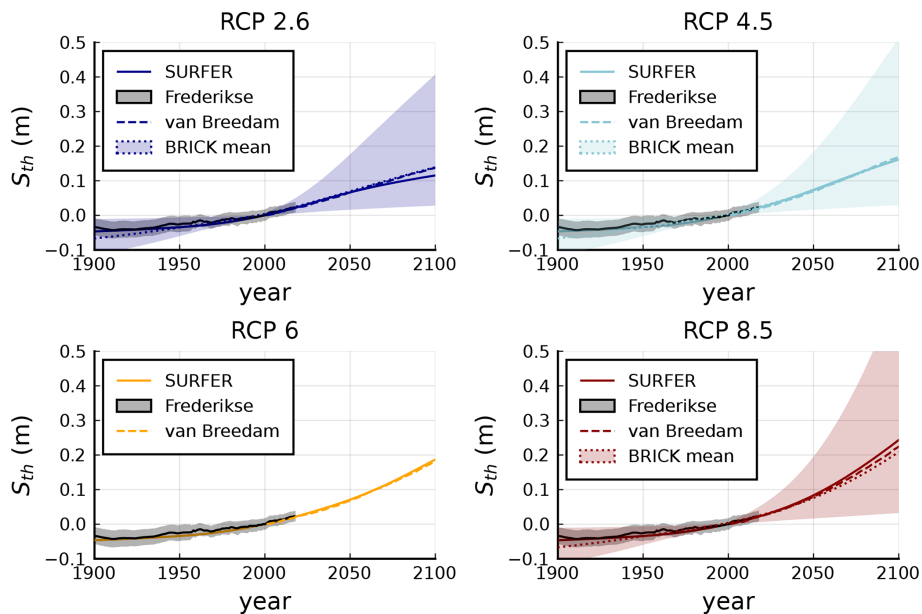 RCP 2.6
0.5
0.4
0.3
0.2
0.1
0.0
−0.1
S_th (m)
SURFER
Frederikse
van Breedam
BRICK mean
1900
1950
2000
2050
2100
year
RCP 4.5
0.5
0.4
0.3
0.2
0.1
0.0
−0.1
S_th (m)
SURFER
Frederikse
van Breedam
BRICK mean
1900
1950
2000
2050
2100
year
RCP 6
0.5
0.4
0.3
0.2
0.1
0.0
−0.1
S_th (m)
SURFER
Frederikse
van Breedam
1900
1950
2000
2050
2100
year
RCP 8.5
0.5
0.4
0.3
0.2
0.1
0.0
−0.1
S_th (m)
SURFER
Frederikse
van Breedam
BRICK mean
1900
1950
2000
2050
2100
year